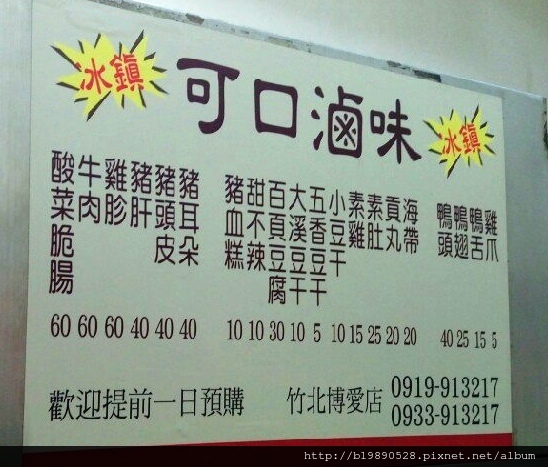 冰鎮
可口滷味
冰鎮
酸菜脆腸
牛肉
雞胗
豬肝
豬頭皮
豬耳朵
豬血糕
甜不辣
百頁豆腐
大溪豆干
五香豆干
小豆干
素雞
素肚
貢丸
海帶
鴨頭
鴨翅
鴨舌
雞爪
60 60 60 40 40 40 10 10 30 10 5 10 15 25 20 20 40 25 15 5
歡迎提前一日預購 竹北博愛店 0919-913217
0933-913217
http://b19890528.pixnet.net/album